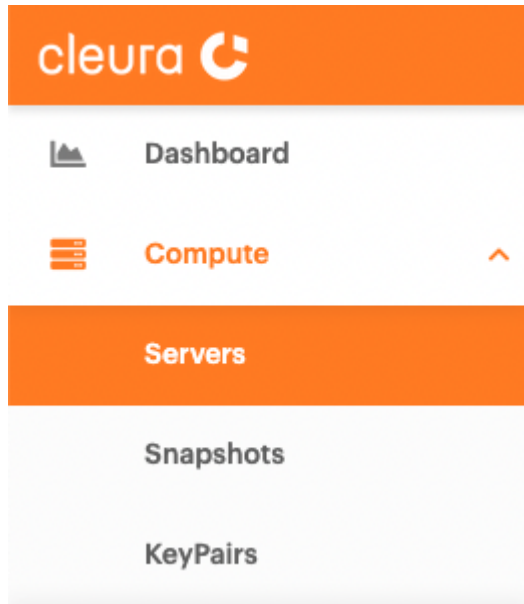 cleura
Dashboard
Compute
Servers
Snapshots
KeyPairs